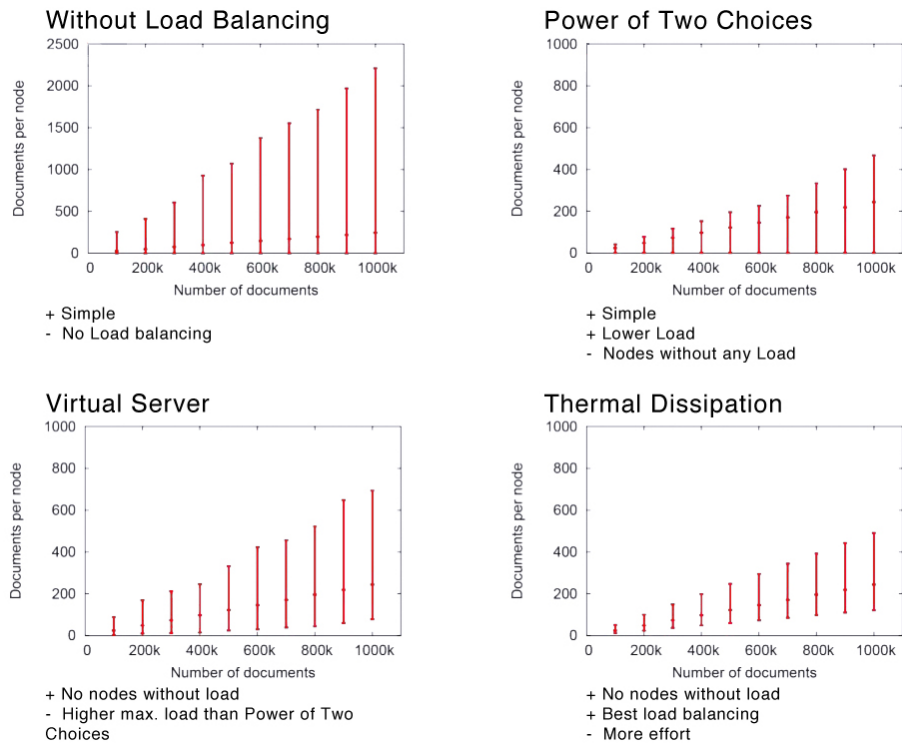 Without Load Balancing
2500
2000
1500
1000
500
0
Documents per node
0 200k 400k 600k 800k 1000k
Number of documents
+ Simple
- No Load balancing
Power of Two Choices
1000
800
600
400
200
0
Documents per node
0 200k 400k 600k 800k 1000k
Number of documents
+ Simple
+ Lower Load
- Nodes without any Load
Virtual Server
1000
800
600
400
200
0
Documents per node
0 200k 400k 600k 800k 1000k
Number of documents
+ No nodes without load
- Higher max. load than Power of Two
Choices
Thermal Dissipation
1000
800
600
400
200
0
Documents per node
0 200k 400k 600k 800k 1000k
Number of documents
+ No nodes without load
+ Best load balancing
- More effort